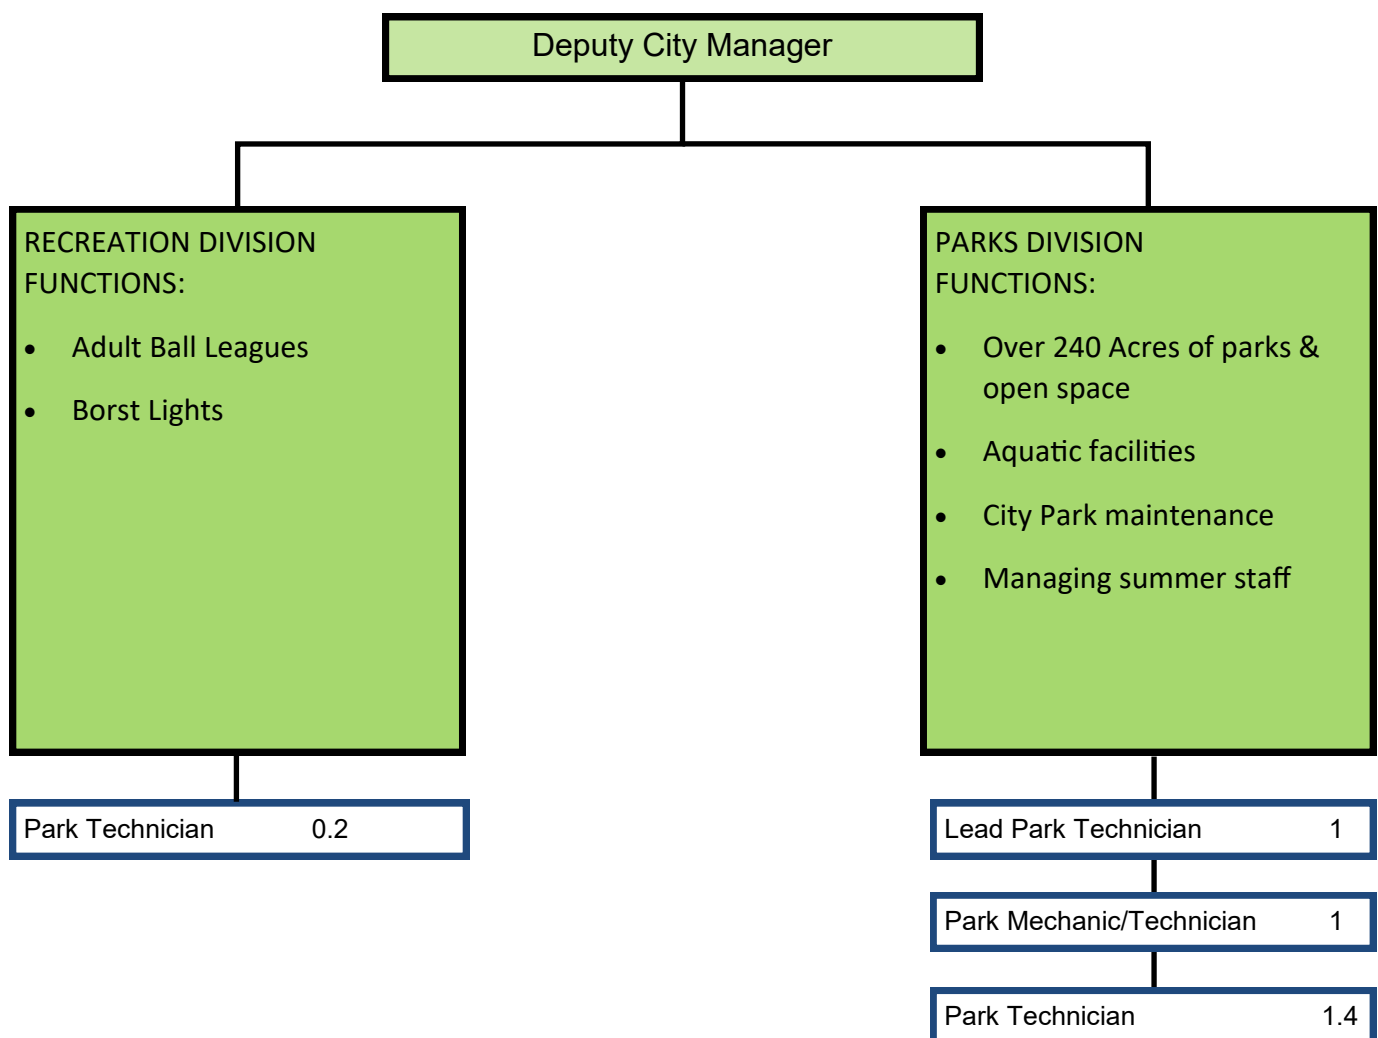 Deputy City Manager
RECREATION DIVISION
FUNCTIONS:
• Adult Ball Leagues
• Borst Lights
PARKS DIVISION
FUNCTIONS:
• Over 240 Acres of parks &
open space
• Aquatic facilities
• City Park maintenance
• Managing summer staff
Park Technician 0.2
Lead Park Technician 1
Park Mechanic/Technician 1
Park Technician 1.4